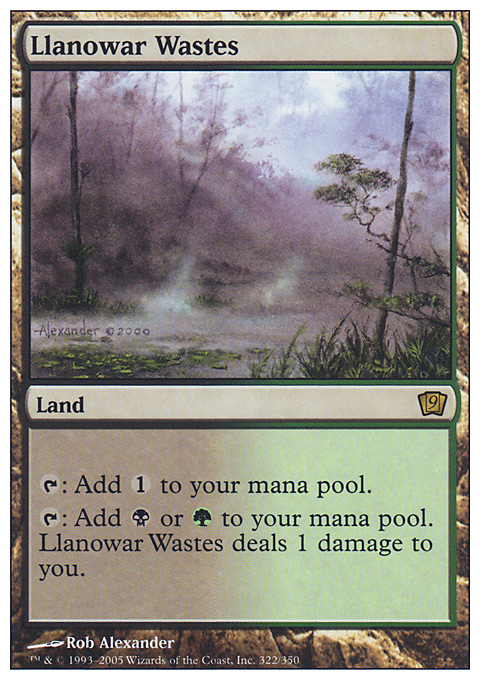 Llanowar Wastes
Alexander ©2000
Land
9
: Add 1 to your mana pool.
: Add or to your mana pool.
Llanowar Wastes deals 1 damage to
you.
Rob Alexander
™ & © 1993–2005 Wizards of the Coast, Inc. 322/350